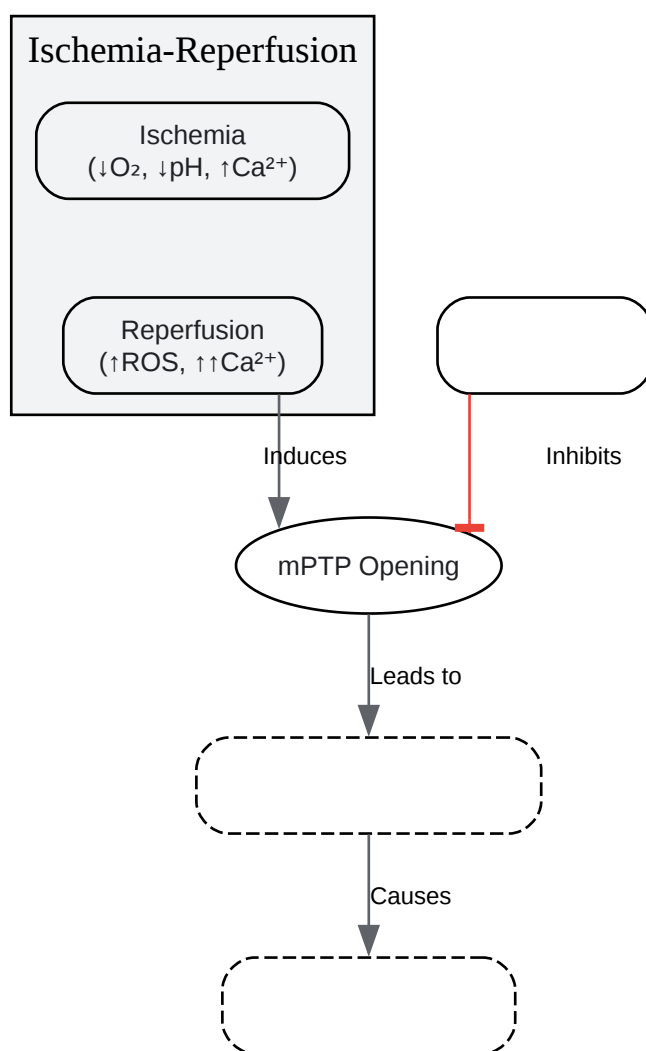 Ischemia-Reperfusion
Ischemia
(↓O₂, ↓pH, ↑Ca²⁺)
Reperfusion
(↑ROS, ↑↑Ca²⁺)
Induces
Inhibits
mPTP Opening
Leads to
Causes